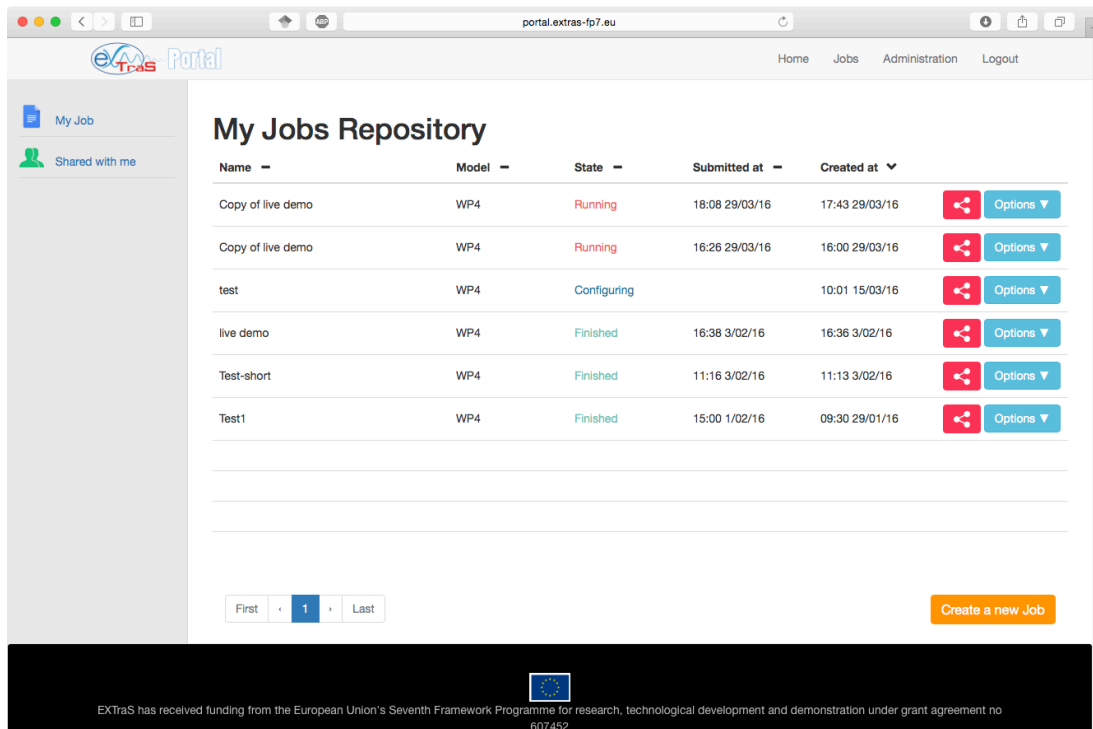 ABP
portal.extras-fp7.eu
eXTraS Portal
Home Jobs Administration Logout
My Job
Shared with me
My Jobs Repository
Name Model State Submitted at Created at
Copy of live demo WP4 Running 18:08 29/03/16 17:43 29/03/16 Options ▼
Copy of live demo WP4 Running 16:26 29/03/16 16:00 29/03/16 Options ▼
test WP4 Configuring 10:01 15/03/16 Options ▼
live demo WP4 Finished 16:38 3/02/16 16:36 3/02/16 Options ▼
Test-short WP4 Finished 11:16 3/02/16 11:13 3/02/16 Options ▼
Test1 WP4 Finished 15:00 1/02/16 09:30 29/01/16 Options ▼
First ‹ 1 › Last
Create a new Job
EXTraS has received funding from the European Union's Seventh Framework Programme for research, technological development and demonstration under grant agreement no
607452